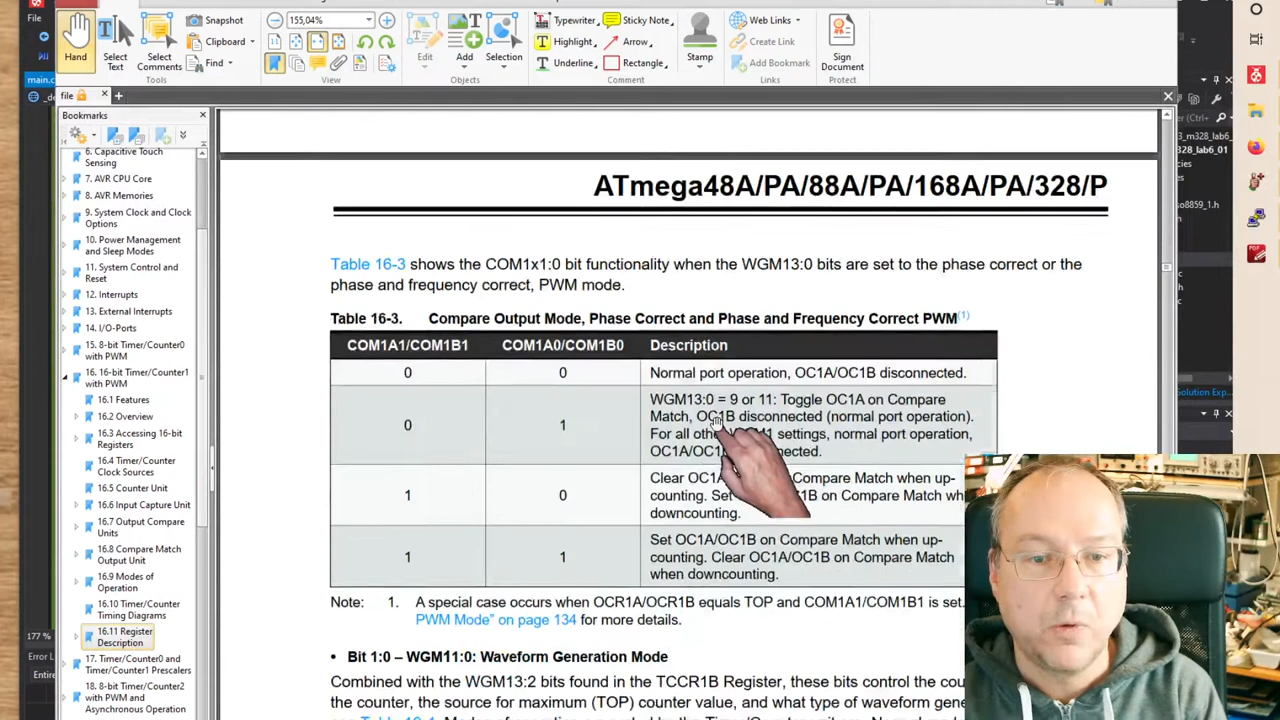 File
Hand
Select
Text
Select
Comments
Snapshot
Clipboard
Find
Tools
155,04%
View
Edit
Add
Selection
Objects
Typewriter
Sticky Note
Highlight
Arrow
Underline
Rectangle
Stamp
Comment
Web Links
Create Link
Add Bookmark
Links
Sign
Document
Protect
main.c
file
Bookmarks
6. Capacitive Touch
Sensing
7. AVR CPU Core
8. AVR Memories
9. System Clock and Clock
Options
10. Power Management
and Sleep Modes
11. System Control and
Reset
12. Interrupts
13. External Interrupts
14. I/O-Ports
15. 8-bit Timer/Counter0
with PWM
16. 16-bit Timer/Counter1
with PWM
16.1 Features
16.2 Overview
16.3 Accessing 16-bit
Registers
16.4 Timer/Counter
Clock Sources
16.5 Counter Unit
16.6 Input Capture Unit
16.7 Output Compare
Units
16.8 Compare Match
Output Unit
16.9 Modes of
Operation
16.10 Timer/Counter
Timing Diagrams
16.11 Register
Description
17. Timer/Counter0 and
Timer/Counter1 Prescalers
18. 8-bit Timer/Counter2
with PWM and
Asynchronous Operation
177 %
Error L
Entire
ATmega48A/PA/88A/PA/168A/PA/328/P
Table 16-3 shows the COM1x1:0 bit functionality when the WGM13:0 bits are set to the phase correct or the
phase and frequency correct, PWM mode.
Table 16-3. Compare Output Mode, Phase Correct and Phase and Frequency Correct PWM(1)
COM1A1/COM1B1 COM1A0/COM1B0 Description
0 0 Normal port operation, OC1A/OC1B disconnected.
0 1 WGM13:0 = 9 or 11: Toggle OC1A on Compare
Match, OC1B disconnected (normal port operation).
For all other settings, normal port operation,
OC1A/OC1
1 0 Clear OC1A Compare Match when up-
counting. Set on Compare Match
downcounting.
1 1 Set OC1A/OC1B on Compare Match when up-
counting. Clear OC1A/OC1B on Compare Match
when downcounting.
Note: 1. A special case occurs when OCR1A/OCR1B equals TOP and COM1A1/COM1B1 is set.
PWM Mode” on page 134 for more details.
• Bit 1:0 – WGM11:0: Waveform Generation Mode
Combined with the WGM13:2 bits found in the TCCR1B Register, these bits control the
the counter, the source for maximum (TOP) counter value, and what type of waveform
_m328_lab6
328_lab6_01